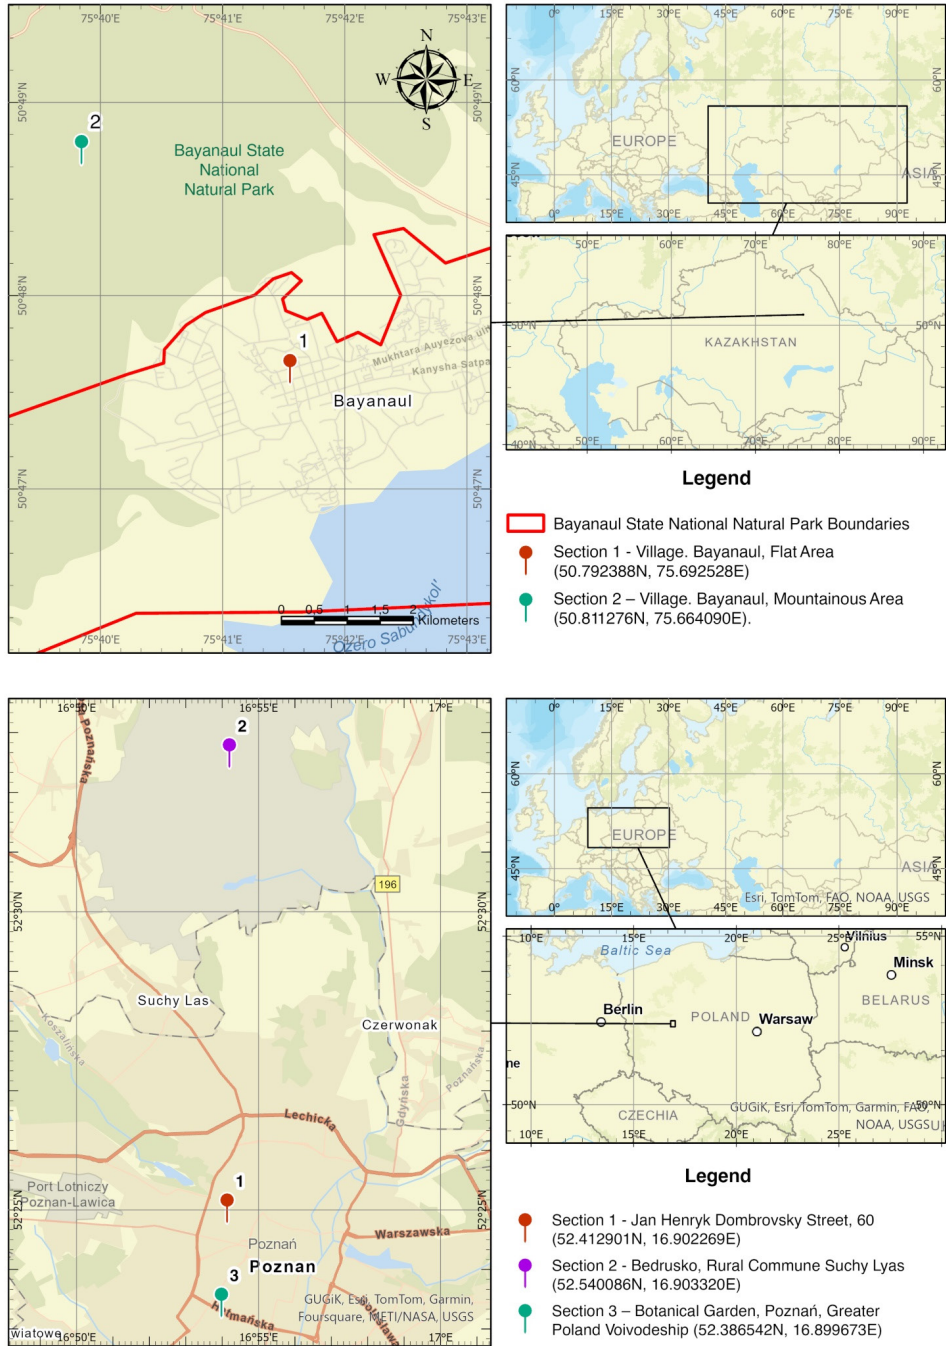 75°40'E 75°41'E 75°42'E 75°43'E
N
W E
S
50°49'N 50°49'N
2
Bayanaul State
National
Natural Park
50°48'N 50°48'N
1
Mukhtara Auyezova
Kanysha Satpa
Bayanaul
50°47'N 50°47'N
0 0,5 1 1,5 2
Kilometers
Ozero Sabundykol'
75°40'E 75°41'E 75°42'E 75°43'E
0° 15°E 30°E 45°E 60°E 75°E 90°E
60°N 60°N
EUROPE
ASIA
45°N 45°N
0° 15°E 30°E 45°E 60°E 75°E 90°E
50°E 60°E 70°E 80°E 90°E
50°N 50°N
KAZAKHSTAN
40°N 40°N
50°E 60°E 70°E 80°E 90°E
Legend
Bayanaul State National Natural Park Boundaries
Section 1 - Village. Bayanaul, Flat Area
(50.792388N, 75.692528E)
Section 2 – Village. Bayanaul, Mountainous Area
(50.811276N, 75.664090E).
16°50'E 16°55'E 17°E
Poznańska
2
196
52°30'N 52°30'N
Suchy Las
Czerwonak
Koszalińska
Gdyńska
Poznańska
Lechicka
1
Port Lotniczy
Poznan-Lawica
52°25'N 52°25'N
Warszawska
Poznań
Poznan
3
GUGiK, Esri, TomTom, Garmin,
Foursquare, METI/NASA, USGS
Hetmańska
wiatowe
16°50'E 16°55'E 17°E
0° 15°E 30°E 45°E 60°E 75°E 90°E
60°N 60°N
EUROPE
ASIA
45°N 45°N
Esri, TomTom, FAO, NOAA, USGS
0° 15°E 30°E 45°E 60°E 75°E 90°E
10°E 15°E 20°E 25°E
55°N
Vilnius
Baltic Sea
Minsk
BELARUS
Berlin
POLAND
Warsaw
ne
50°N 50°N
CZECHIA
GUGiK, Esri, TomTom, Garmin, FAO,
NOAA, USGS
10°E 15°E 20°E 25°E
Legend
Section 1 - Jan Henryk Dombrovsky Street, 60
(52.412901N, 16.902269E)
Section 2 - Bedrusko, Rural Commune Suchy Lyas
(52.540086N, 16.903320E)
Section 3 – Botanical Garden, Poznań, Greater
Poland Voivodeship (52.386542N, 16.899673E)